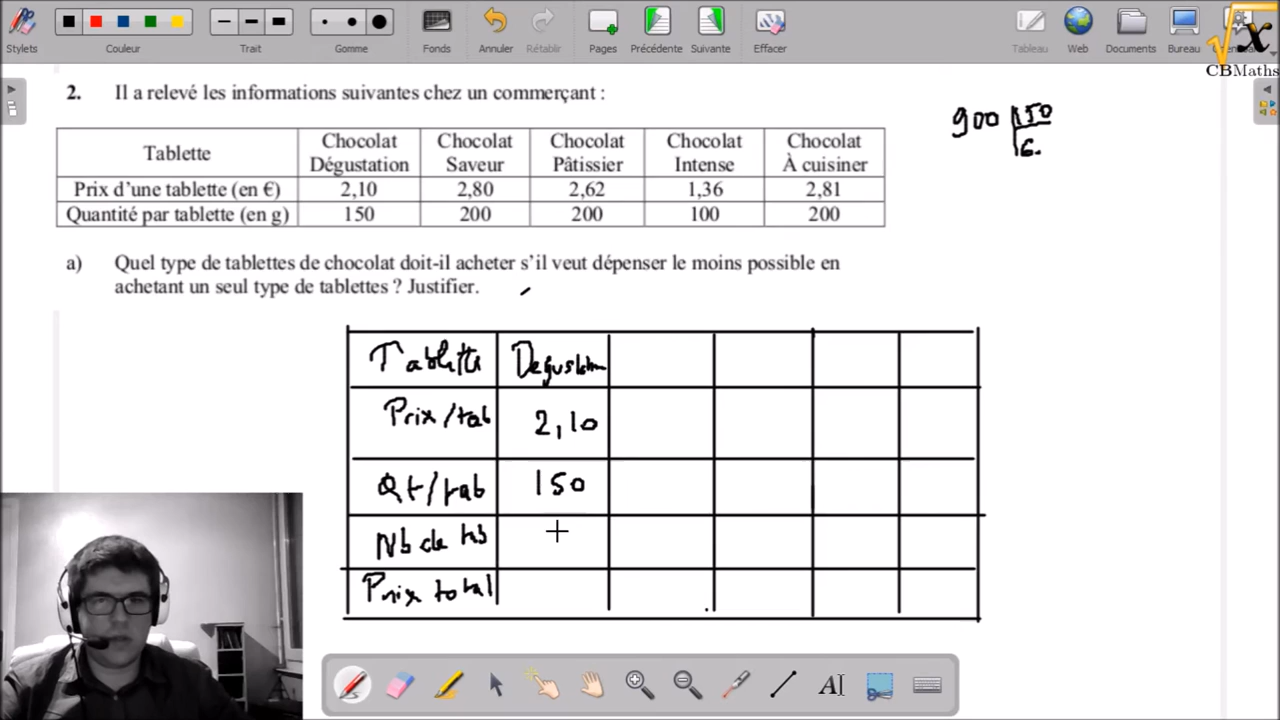 Stylets Couleur Trait Gomme Fonds Annuler Rétablir Pages Précédente Suivante Effacer Tableau Web Documents Bureau
CBMaths
2. Il a relevé les informations suivantes chez un commerçant :
900 150
6.
Tablette Chocolat Dégustation Chocolat Saveur Chocolat Pâtissier Chocolat Intense Chocolat À cuisiner
Prix d'une tablette (en €) 2,10 2,80 2,62 1,36 2,81
Quantité par tablette (en g) 150 200 200 100 200
a) Quel type de tablettes de chocolat doit-il acheter s'il veut dépenser le moins possible en
achetant un seul type de tablettes ? Justifier.
Tablette Degustation
Prix/tab 2,10
Qt/tab 150
Nb de tab
Prix total